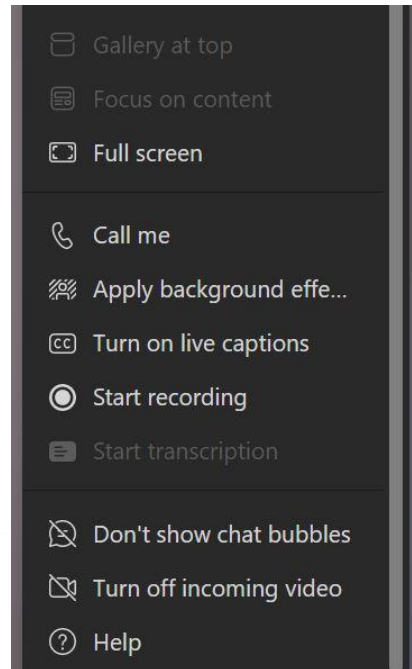 Gallery at top
Focus on content
Full screen
Call me
Apply background effe...
CC Turn on live captions
Start recording
Start transcription
Don't show chat bubbles
Turn off incoming video
? Help